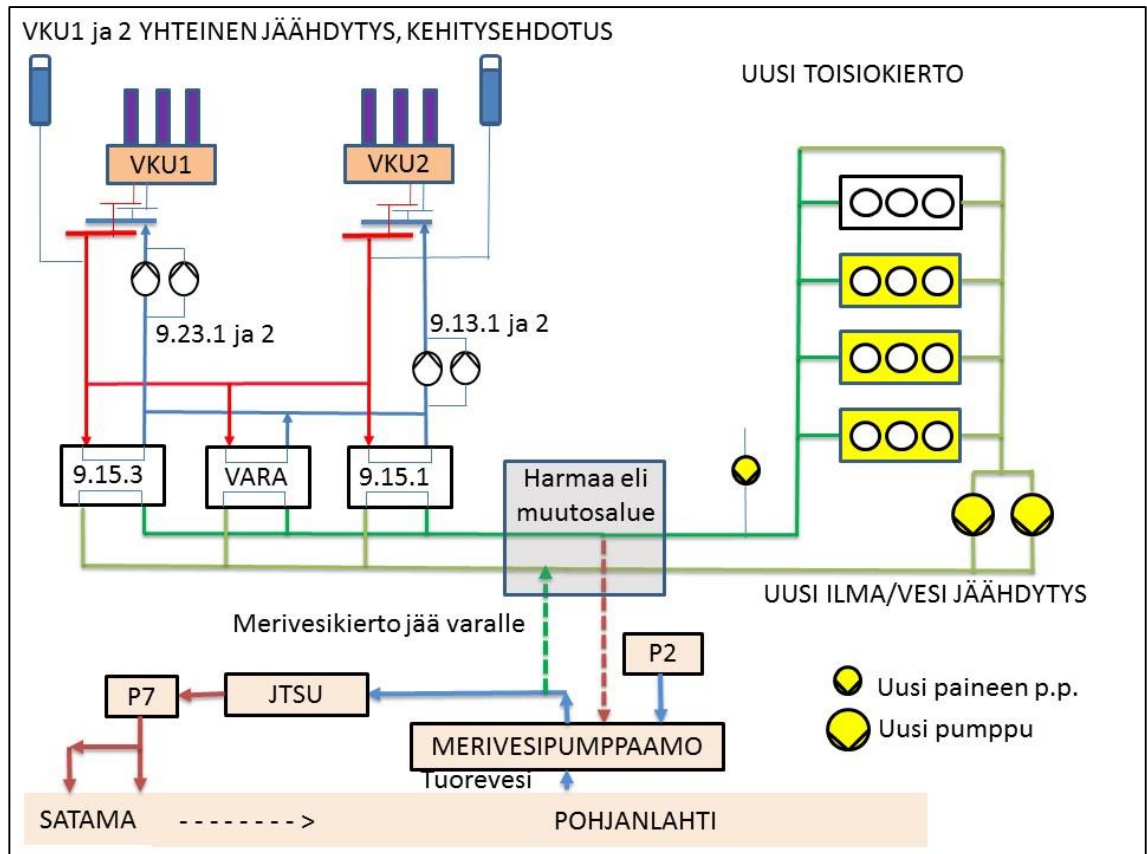 VKU1 ja 2 YHTEINEN JÄÄHDYTYS, KEHITYSEHDOTUS
UUSI TOISIOKIERTO
VKU1
VKU2
9.23.1 ja 2
9.13.1 ja 2
9.15.3
VARA
9.15.1
Harmaa eli
muutosalue
UUSI ILMA/VESI JÄÄHDYTYS
Merivesikierto jää varalle
P2
P7
JTSU
Uusi paineen p.p.
Uusi pumppu
MERIVESIPUMPPAAMO
Tuorevesi
SATAMA - - - - - - - - > POHJANLAHTI